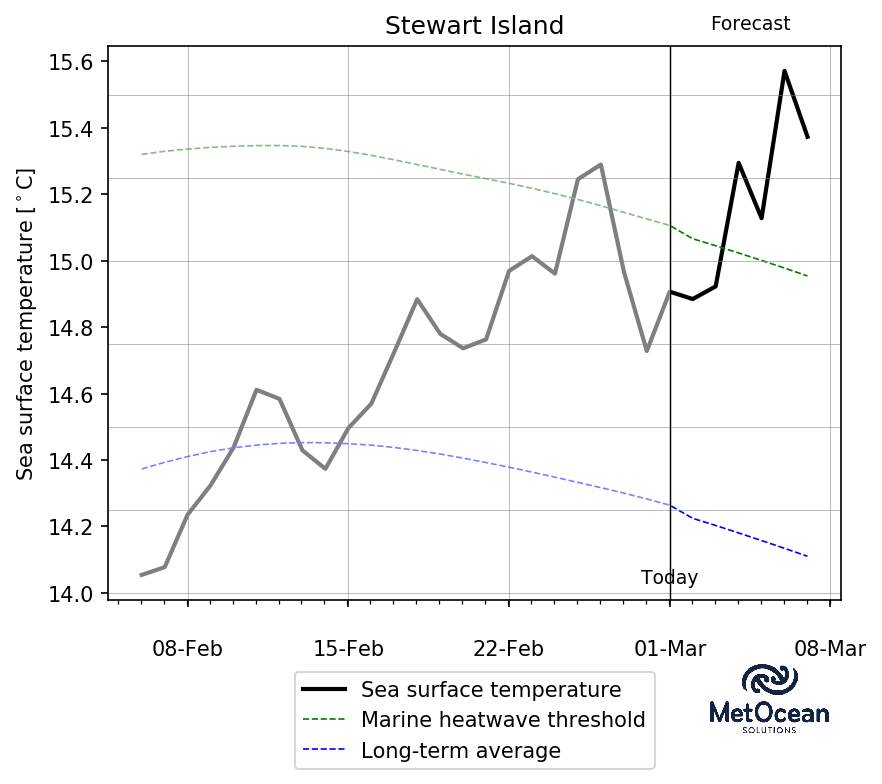 Stewart Island
Forecast
15.6
15.4
15.2
15.0
14.8
14.6
14.4
14.2
14.0
Sea surface temperature [°C]
Today
08-Feb
15-Feb
22-Feb
01-Mar
08-Mar
Sea surface temperature
Marine heatwave threshold
Long-term average
MetOcean
SOLUTIONS